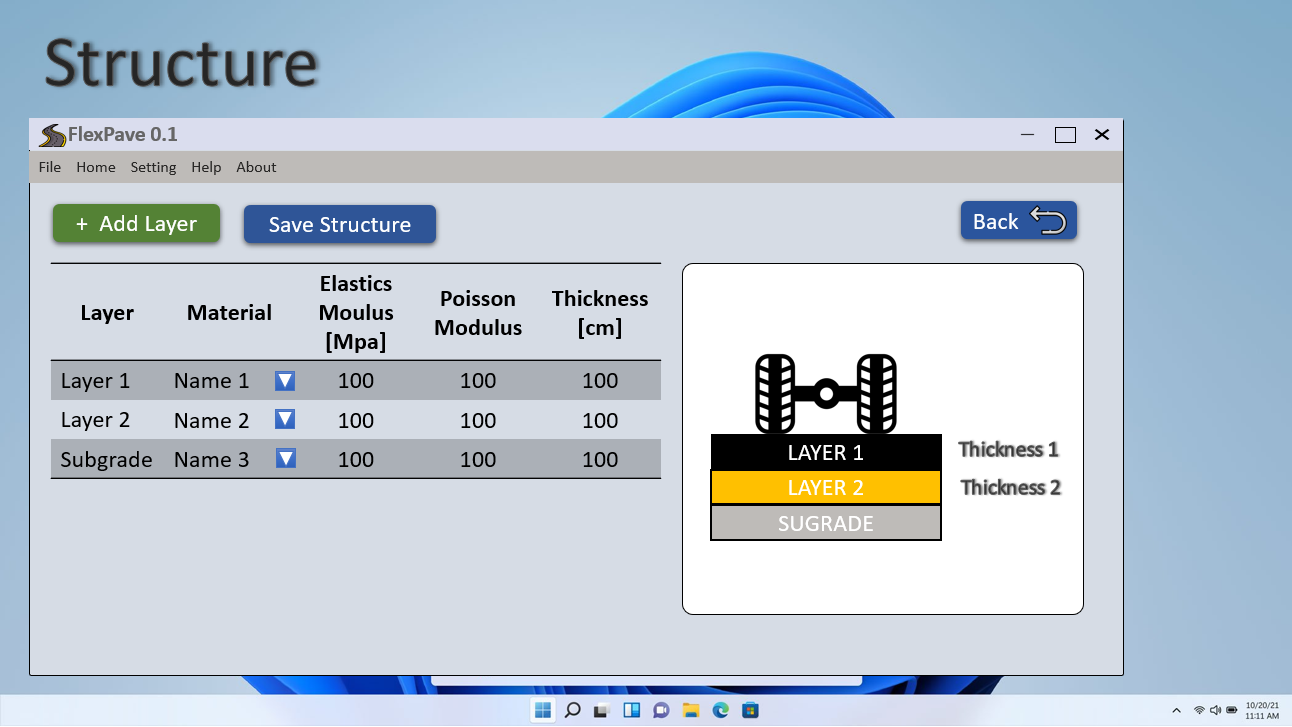 Structure
FlexPave 0.1
File Home Setting Help About
+ Add Layer
Save Structure
Back
Layer
Material
Elastics
Moulus
[Mpa]
Poisson
Modulus
Thickness
[cm]
Layer 1 Name 1 100 100 100
Layer 2 Name 2 100 100 100
Subgrade Name 3 100 100 100
LAYER 1
Thickness 1
LAYER 2
Thickness 2
SUGRADE
10/20/21
11:11 AM